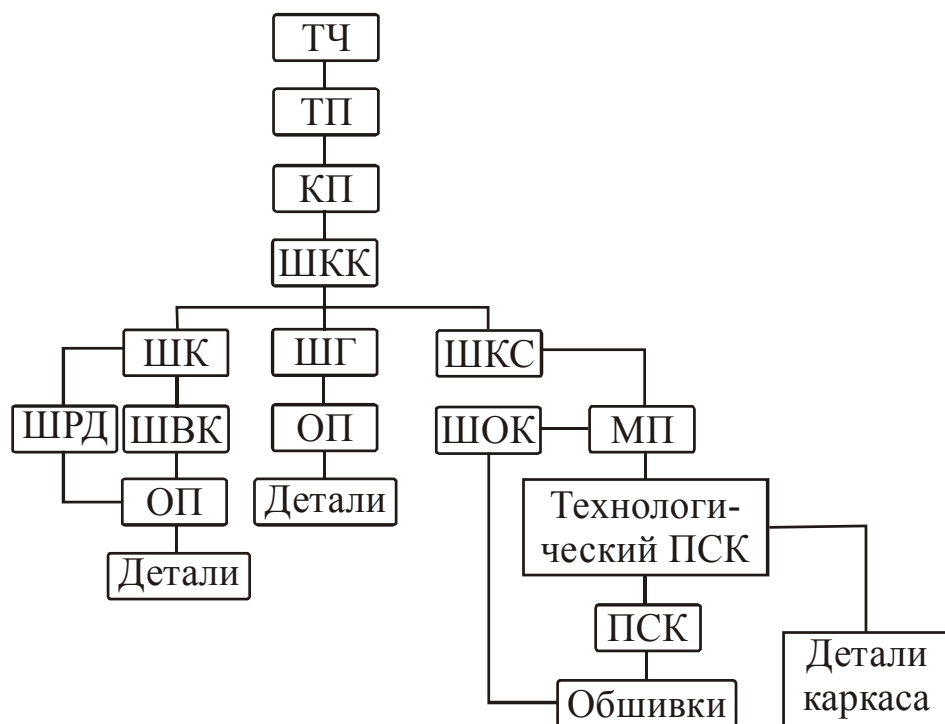 ТЧ
ТП
КП
ШКК
ШК
ШГ
ШКС
ШРД
ШВК
ОП
ШОК
МП
ОП
Детали
Технологи-
ческий ПСК
Детали
ПСК
Обшивки
Детали
каркаса